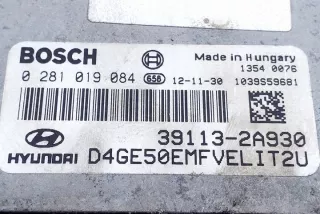 BOSCH
Made in Hungary
1354 0076
0 281 019 084 656 12-11-30 1039S59681
39113-2A930
HYUNDAI D4GE50EMFVELIT2U